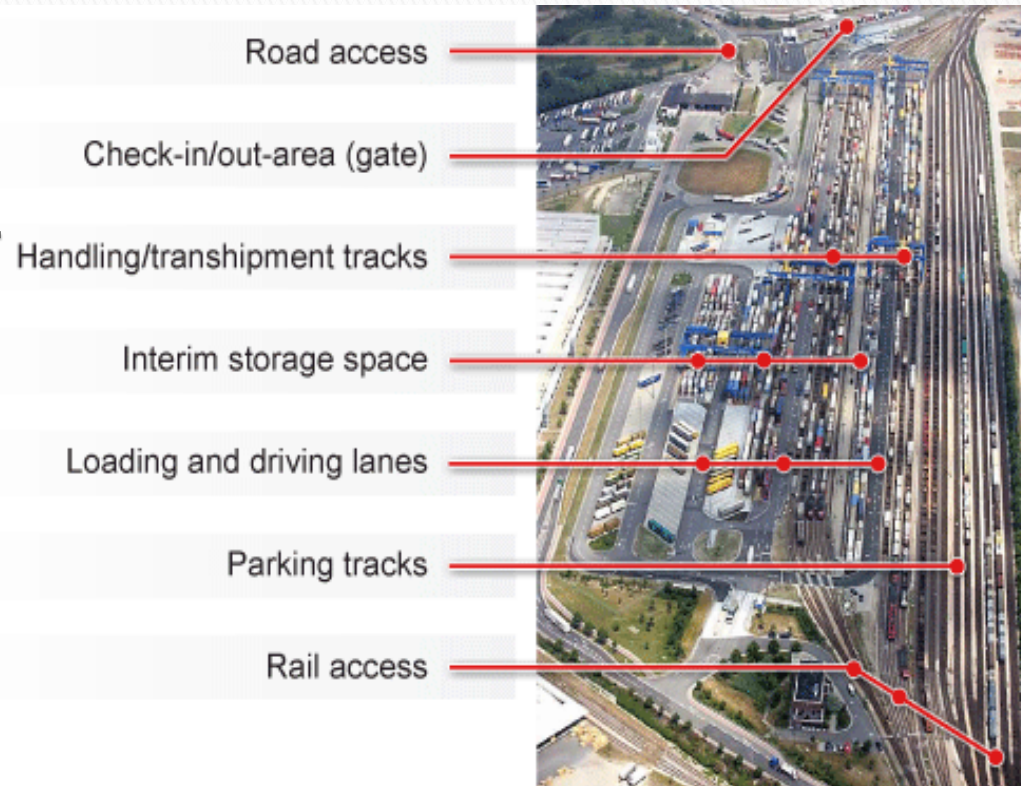 Road access
Check-in/out-area (gate)
Handling/transhipment tracks
Interim storage space
Loading and driving lanes
Parking tracks
Rail access